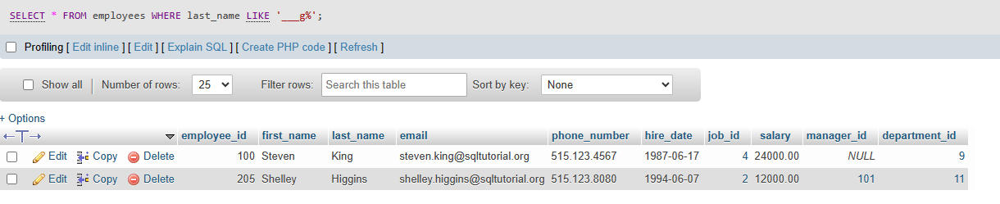 SELECT * FROM employees WHERE last_name LIKE '___g%';
Profiling [ Edit inline ] [ Edit ] [ Explain SQL ] [ Create PHP code ] [ Refresh ]
Show all | Number of rows: 25 Filter rows: Search this table Sort by key: None
+ Options
←T→ employee_id first_name last_name email phone_number hire_date job_id salary manager_id department_id
Edit Copy Delete 100 Steven King steven.king@sqltutorial.org 515.123.4567 1987-06-17 4 24000.00 NULL 9
Edit Copy Delete 205 Shelley Higgins shelley.higgins@sqltutorial.org 515.123.8080 1994-06-07 2 12000.00 101 11